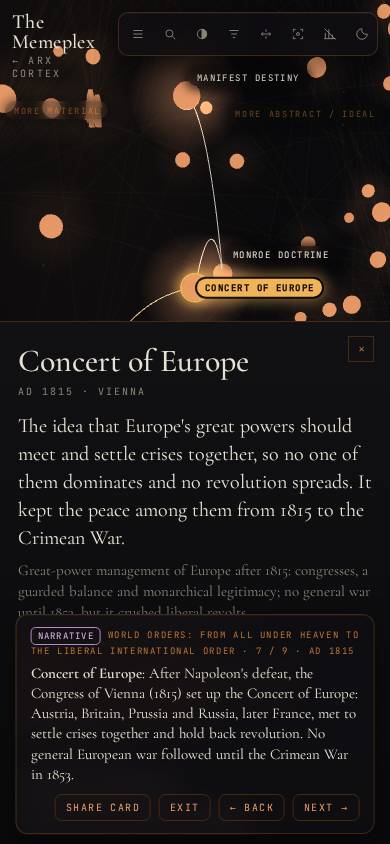 The
Memeplex
← ARX
CORTEX
MANIFEST DESTINY
MORE MATERIAL
MORE ABSTRACT / IDEAL
MONROE DOCTRINE
CONCERT OF EUROPE
×
Concert of Europe
AD 1815 · VIENNA
The idea that Europe's great powers should
meet and settle crises together, so no one of
them dominates and no revolution spreads. It
kept the peace among them from 1815 to the
Crimean War.
Great-power management of Europe after 1815: congresses, a
guarded balance and monarchical legitimacy; no general war
until 1853, but it crushed liberal revolts.
NARRATIVE WORLD ORDERS: FROM ALL UNDER HEAVEN TO
THE LIBERAL INTERNATIONAL ORDER · 7 / 9 · AD 1815
Concert of Europe: After Napoleon's defeat, the
Congress of Vienna (1815) set up the Concert of Europe:
Austria, Britain, Prussia and Russia, later France, met to
settle crises together and hold back revolution. No
general European war followed until the Crimean War
in 1853.
SHARE CARD EXIT ← BACK NEXT →